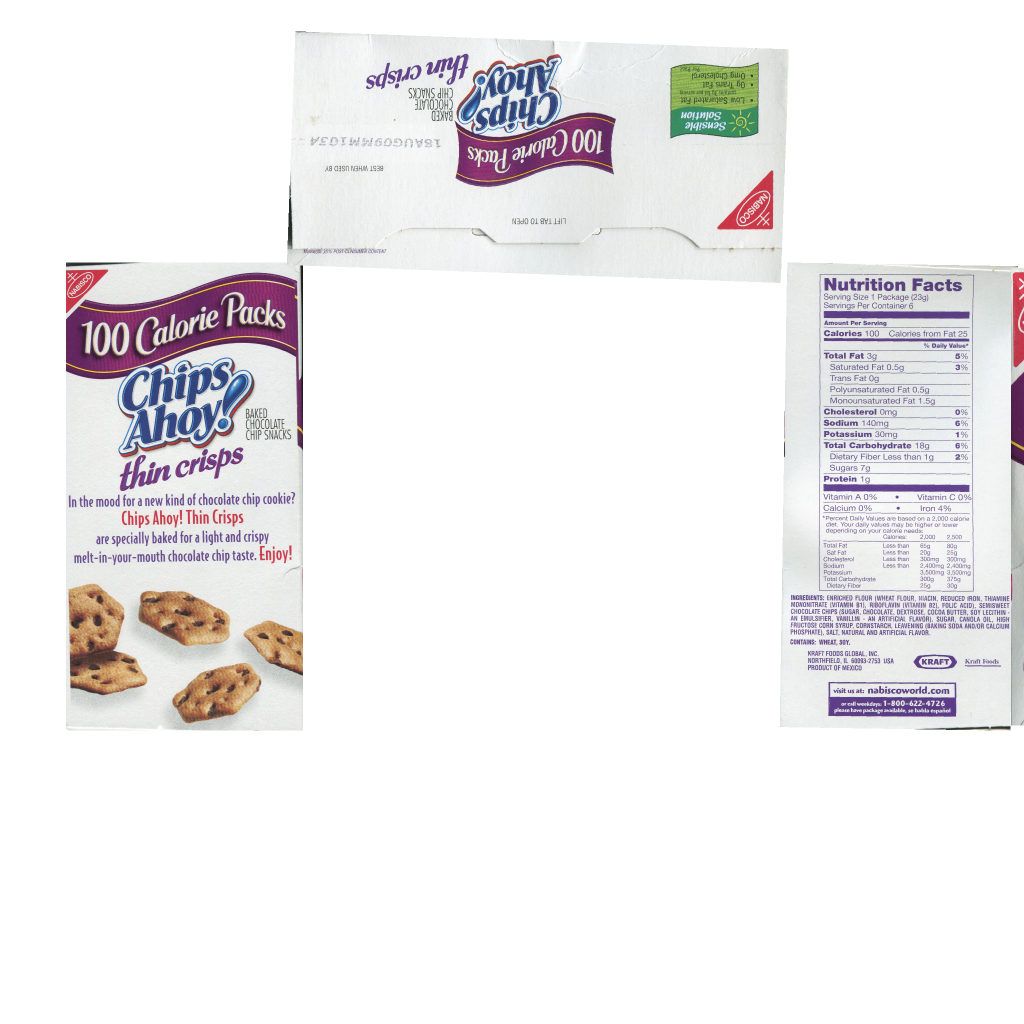 INTERBAKE
thin crisps
BAKED
CHOCOLATE
CHIP SNACKS
Chips
Ahoy!
100 Calorie Packs
Sensible
Solution
• Low Saturated Fat
contains 3g fat per serving
• 0g Trans Fat
• 0mg Cholesterol
Per Pack
BEST WHEN USED BY
18AUG09MM103A
LIFT TAB TO OPEN
NABISCO
NABISCO
100 Calorie Packs
Chips
Ahoy!
BAKED
CHOCOLATE
CHIP SNACKS
thin crisps
In the mood for a new kind of chocolate chip cookie?
Chips Ahoy! Thin Crisps
are specially baked for a light and crispy
melt-in-your-mouth chocolate chip taste. Enjoy!
Nutrition Facts
Serving Size 1 Package (23g)
Servings Per Container 6
Amount Per Serving
Calories 100 Calories from Fat 25
% Daily Value*
Total Fat 3g 5%
Saturated Fat 0.5g 3%
Trans Fat 0g
Polyunsaturated Fat 0.5g
Monounsaturated Fat 1.5g
Cholesterol 0mg 0%
Sodium 140mg 6%
Potassium 30mg 1%
Total Carbohydrate 18g 6%
Dietary Fiber Less than 1g 2%
Sugars 7g
Protein 1g
Vitamin A 0% • Vitamin C 0%
Calcium 0% • Iron 4%
*Percent Daily Values are based on a 2,000 calorie
diet. Your daily values may be higher or lower
depending on your calorie needs:
Calories: 2,000 2,500
Total Fat Less than 65g 80g
Sat Fat Less than 20g 25g
Cholesterol Less than 300mg 300mg
Sodium Less than 2,400mg 2,400mg
Potassium 3,500mg 3,500mg
Total Carbohydrate 300g 375g
Dietary Fiber 25g 30g
INGREDIENTS: ENRICHED FLOUR (WHEAT FLOUR, NIACIN, REDUCED IRON, THIAMINE
MONONITRATE (VITAMIN B1), RIBOFLAVIN (VITAMIN B2), FOLIC ACID), SEMISWEET
CHOCOLATE CHIPS (SUGAR, CHOCOLATE, DEXTROSE, COCOA BUTTER, SOY LECITHIN -
AN EMULSIFIER, VANILLIN - AN ARTIFICIAL FLAVOR), SUGAR, CANOLA OIL, HIGH
FRUCTOSE CORN SYRUP, CORNSTARCH, LEAVENING (BAKING SODA AND/OR CALCIUM
PHOSPHATE), SALT, NATURAL AND ARTIFICIAL FLAVOR.
CONTAINS: WHEAT, SOY.
KRAFT FOODS GLOBAL, INC.
NORTHFIELD, IL 60093-2753 USA
PRODUCT OF MEXICO
KRAFT
Kraft Foods
visit us at: nabiscoworld.com
or call weekdays: 1-800-622-4726
please have package available, se habla español